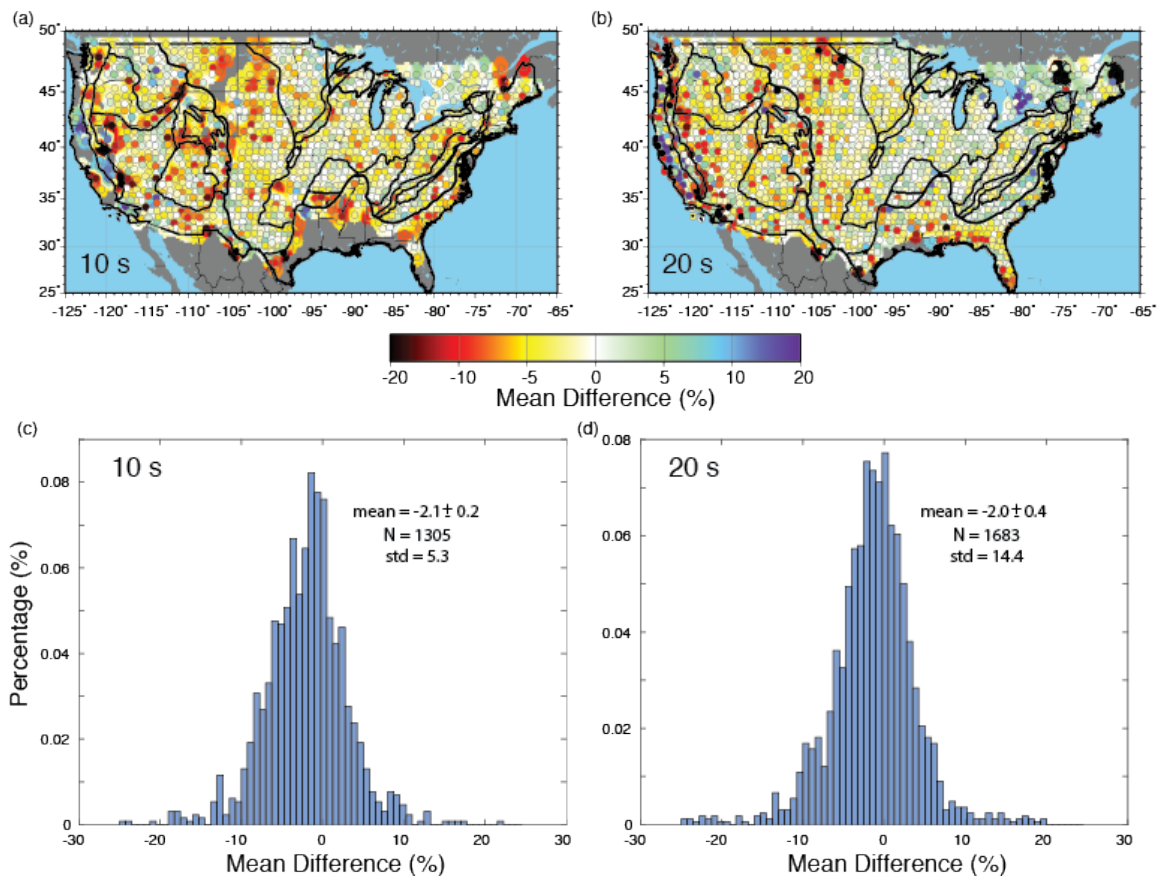 (a)
(b)
50°
45°
40°
35°
30°
25°
10 s
-125° -120° -115° -110° -105° -100° -95° -90° -85° -80° -75° -70° -65°
50°
45°
40°
35°
30°
25°
20 s
-125° -120° -115° -110° -105° -100° -95° -90° -85° -80° -75° -70° -65°
-20 -10 -5 0 5 10 20
Mean Difference (%)
(c)
10 s
mean = -2.1± 0.2
N = 1305
std = 5.3
Percentage (%)
0.08
0.06
0.04
0.02
0
-30 -20 -10 0 10 20 30
Mean Difference (%)
(d)
20 s
mean = -2.0± 0.4
N = 1683
std = 14.4
0.08
0.06
0.04
0.02
0
-30 -20 -10 0 10 20 30
Mean Difference (%)